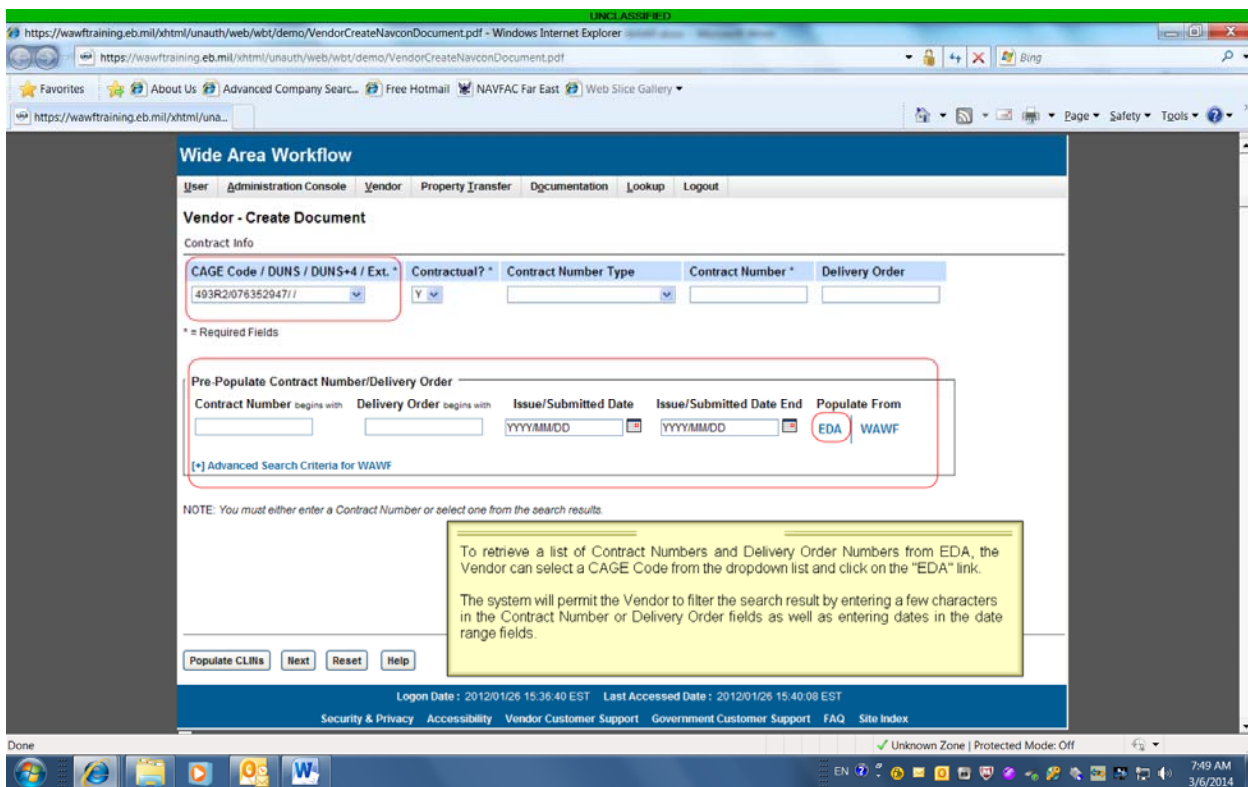 UNCLASSIFIED
https://wawftraining.eb.mil/xhtml/unauth/web/wbt/demo/VendorCreateNavconDocument.pdf - Windows Internet Explorer
https://wawftraining.eb.mil/xhtml/unauth/web/wbt/demo/VendorCreateNavconDocument.pdf
Bing
Favorites About Us Advanced Company Searc... Free Hotmail NAVFAC Far East Web Slice Gallery
https://wawftraining.eb.mil/xhtml/una...
Page Safety Tools
Wide Area Workflow
User Administration Console Vendor Property Transfer Documentation Lookup Logout
Vendor - Create Document
Contract Info
CAGE Code / DUNS / DUNS+4 / Ext. * Contractual? * Contract Number Type Contract Number * Delivery Order
493R2/076352947/ / Y
* = Required Fields
Pre-Populate Contract Number/Delivery Order
Contract Number begins with Delivery Order begins with Issue/Submitted Date Issue/Submitted Date End Populate From
YYYY/MM/DD YYYY/MM/DD EDA WAWF
[+] Advanced Search Criteria for WAWF
NOTE: You must either enter a Contract Number or select one from the search results.
To retrieve a list of Contract Numbers and Delivery Order Numbers from EDA, the
Vendor can select a CAGE Code from the dropdown list and click on the "EDA" link.
The system will permit the Vendor to filter the search result by entering a few characters
in the Contract Number or Delivery Order fields as well as entering dates in the date
range fields.
Populate CLINs Next Reset Help
Logon Date : 2012/01/26 15:36:40 EST Last Accessed Date : 2012/01/26 15:40:08 EST
Security & Privacy Accessibility Vendor Customer Support Government Customer Support FAQ Site Index
Done
Unknown Zone | Protected Mode: Off
EN
7:49 AM
3/6/2014